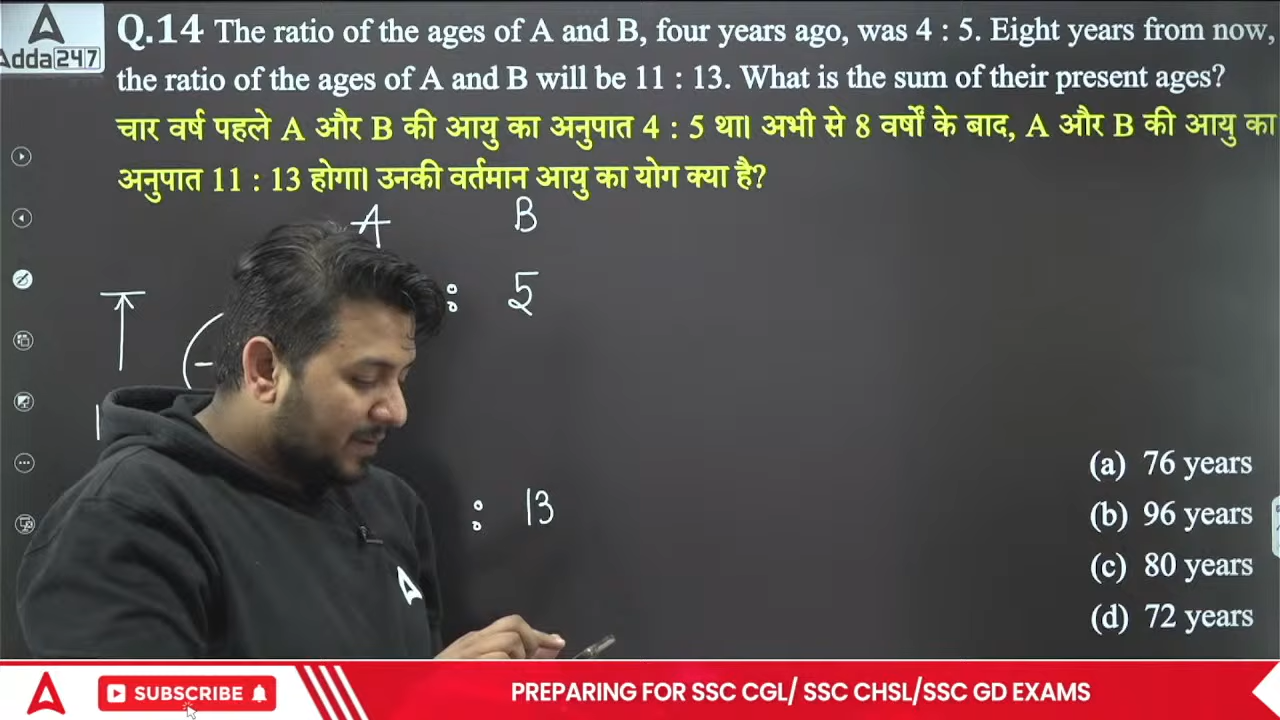 Adda 247
Q.14 The ratio of the ages of A and B, four years ago, was 4 : 5. Eight years from now,
the ratio of the ages of A and B will be 11 : 13. What is the sum of their present ages?
चार वर्ष पहले A और B की आयु का अनुपात 4 : 5 था। अभी से 8 वर्षों के बाद, A और B की आयु का
अनुपात 11 : 13 होगा। उनकी वर्तमान आयु का योग क्या है?
A B
: 5
: 13
(a) 76 years
(b) 96 years
(c) 80 years
(d) 72 years
SUBSCRIBE
PREPARING FOR SSC CGL/ SSC CHSL/SSC GD EXAMS